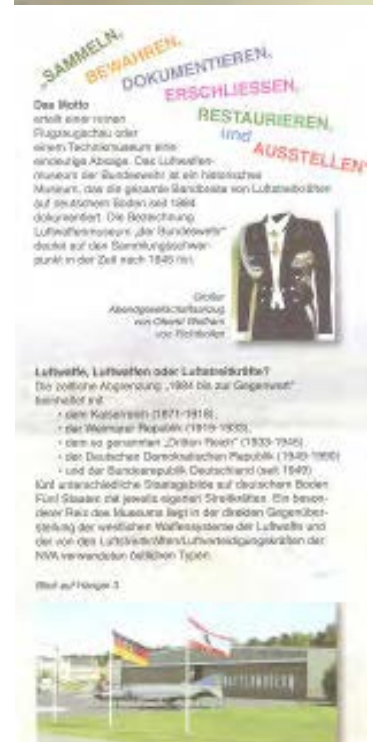 „SAMMELN,
BEWAHREN,
DOKUMENTIEREN,
ERSCHLIESSEN,
RESTAURIEREN,
und
AUSSTELLEN"
Das Motto
erteilt einer reinen
Flugzeugschau oder
einem Technikmuseum eine
eindeutige Absage. Das Luftwaffen-
museum der Bundeswehr ist ein historisches
Museum, das die gesamte Bandbreite von Luftstreitkräften
auf deutschem Boden seit 1884
dokumentiert. Die Bezeichnung
Luftwaffenmuseum „der Bundeswehr"
deutet auf den Sammlungsschwer-
punkt in der Zeit nach 1945 hin.
Großer
Abendgesellschaftsanzug
von Oberst Wolfram
von Richthofen
Luftwaffe, Luftwaffen oder Luftstreitkräfte?
Die zeitliche Abgrenzung „1884 bis zur Gegenwart"
beinhaltet mit
• dem Kaiserreich (1871-1918),
• der Weimarer Republik (1919-1933),
• dem so genannten „Dritten Reich" (1933-1945)
• der Deutschen Demokratischen Republik (1949-1990)
• und der Bundesrepublik Deutschland (seit 1949)
fünf unterschiedliche Staatsgebilde auf deutschem Boden
Fünf Staaten mit jeweils eigenen Streitkräften. Ein beson-
derer Reiz des Museums liegt in der direkten Gegenüber-
stellung der westlichen Waffensysteme der Luftwaffe und
der von den Luftstreitkräften/Luftverteidigungskräften der
NVA verwendeten östlichen Typen.
Blick auf Hangar 3